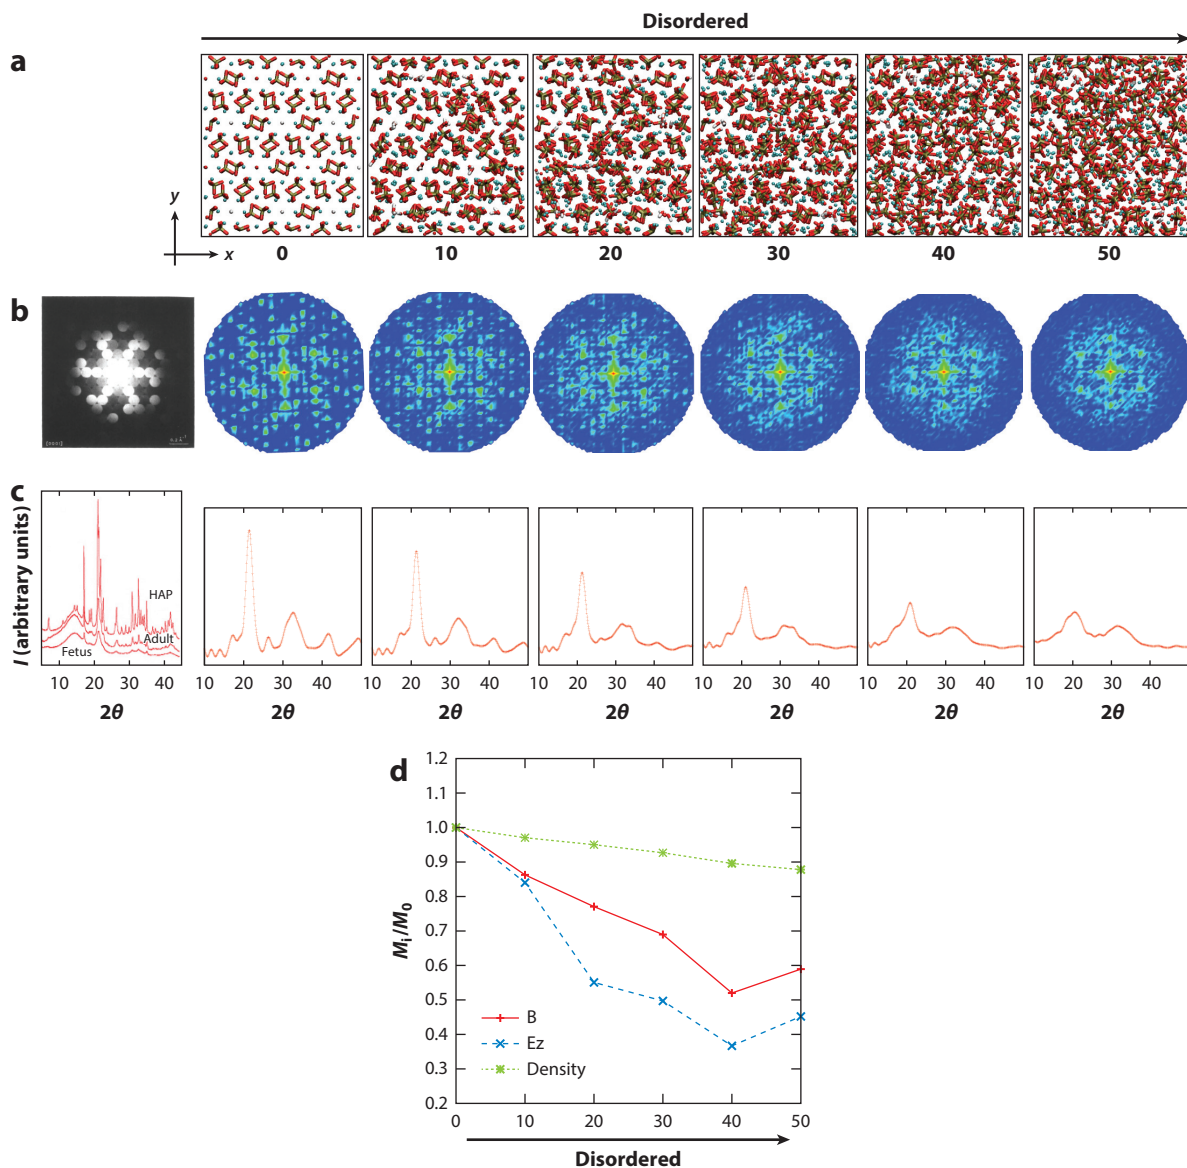 Disordered
a
y
x
0 10 20 30 40 50
b
[0001]
c
I (arbitrary units)
HAP
Adult
Fetus
10 20 30 40
10 20 30 40
10 20 30 40
10 20 30 40
10 20 30 40
10 20 30 40
10 20 30 40
2θ 2θ 2θ 2θ 2θ 2θ 2θ
d
1.2
1.1
1.0
0.9
0.8
0.7
0.6
0.5
0.4
0.3
0.2
Mi/M0
B
Ez
Density
0 10 20 30 40 50
Disordered